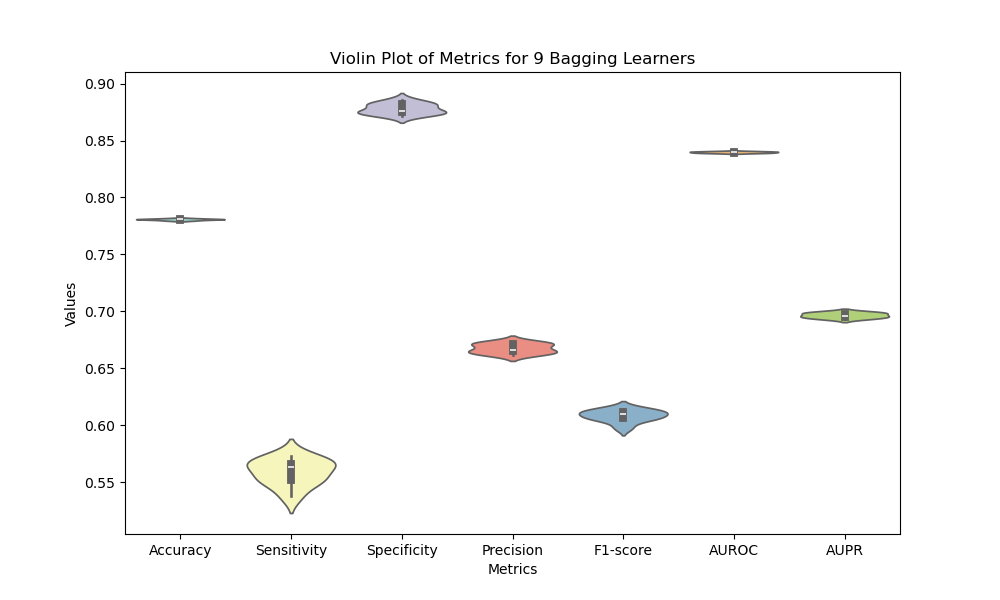 Violin Plot of Metrics for 9 Bagging Learners
0.90
0.85
0.80
0.75
0.70
0.65
0.60
0.55
Values
Accuracy Sensitivity Specificity Precision F1-score AUROC AUPR
Metrics